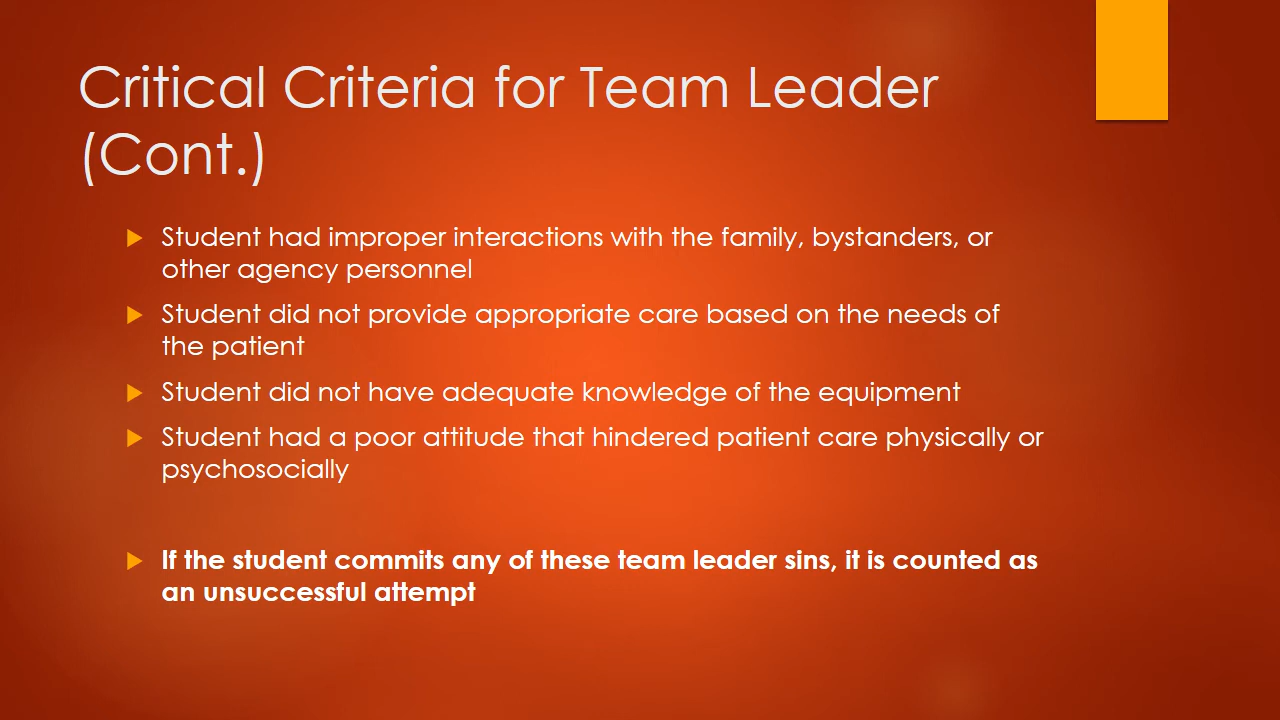 Critical Criteria for Team Leader
(Cont.)
Student had improper interactions with the family, bystanders, or
other agency personnel
Student did not provide appropriate care based on the needs of
the patient
Student did not have adequate knowledge of the equipment
Student had a poor attitude that hindered patient care physically or
psychosocially
If the student commits any of these team leader sins, it is counted as
an unsuccessful attempt